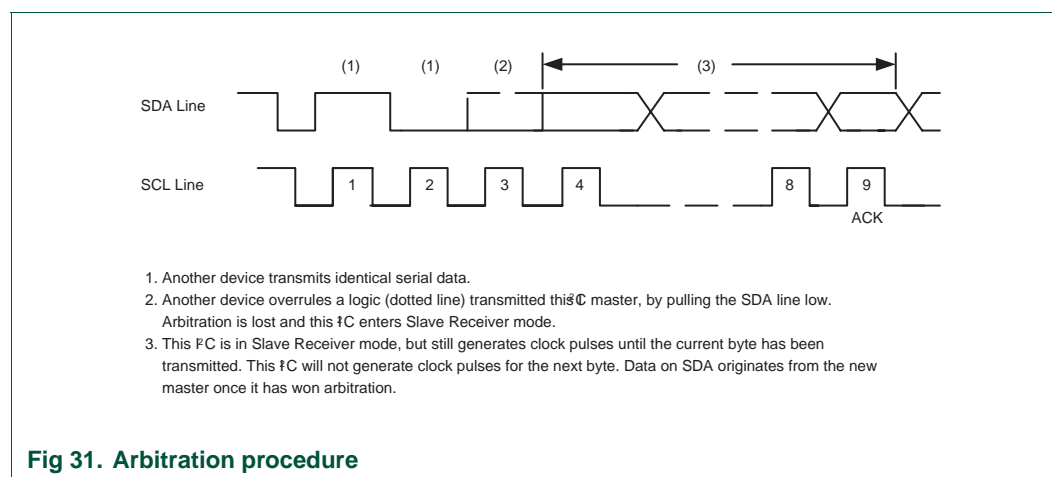 (1) (1) (2) (3)
SDA Line
SCL Line 1 2 3 4 8 9
ACK
1. Another device transmits identical serial data.
2. Another device overrules a logic (dotted line) transmitted this I²C master, by pulling the SDA line low.
Arbitration is lost and this I²C enters Slave Receiver mode.
3. This I²C is in Slave Receiver mode, but still generates clock pulses until the current byte has been
transmitted. This I²C will not generate clock pulses for the next byte. Data on SDA originates from the new
master once it has won arbitration.
Fig 31. Arbitration procedure